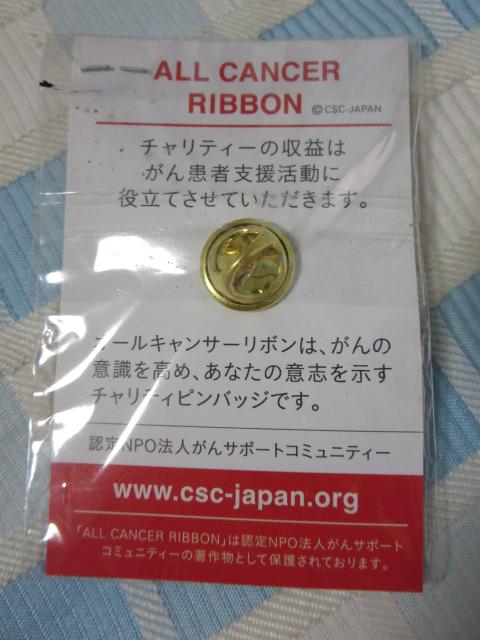 ALL CANCER
RIBBON ©CSC-JAPAN
チャリティーの収益は
がん患者支援活動に
役立てさせていただきます。
オールキャンサーリボンは、がんの
意識を高め、あなたの意志を示す
チャリティピンバッジです。
認定NPO法人がんサポートコミュニティー
www.csc-japan.org
「ALL CANCER RIBBON」は認定NPO法人がんサポート
コミュニティーの著作物として保護されております。